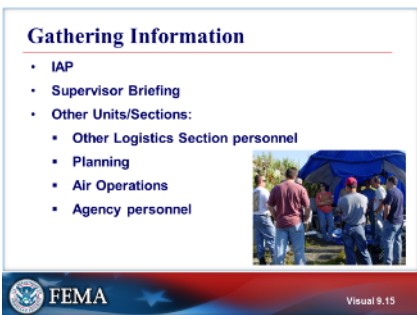 Gathering Information
• IAP
• Supervisor Briefing
• Other Units/Sections:
▪ Other Logistics Section personnel
▪ Planning
▪ Air Operations
▪ Agency personnel
FEMA
Visual 9.15